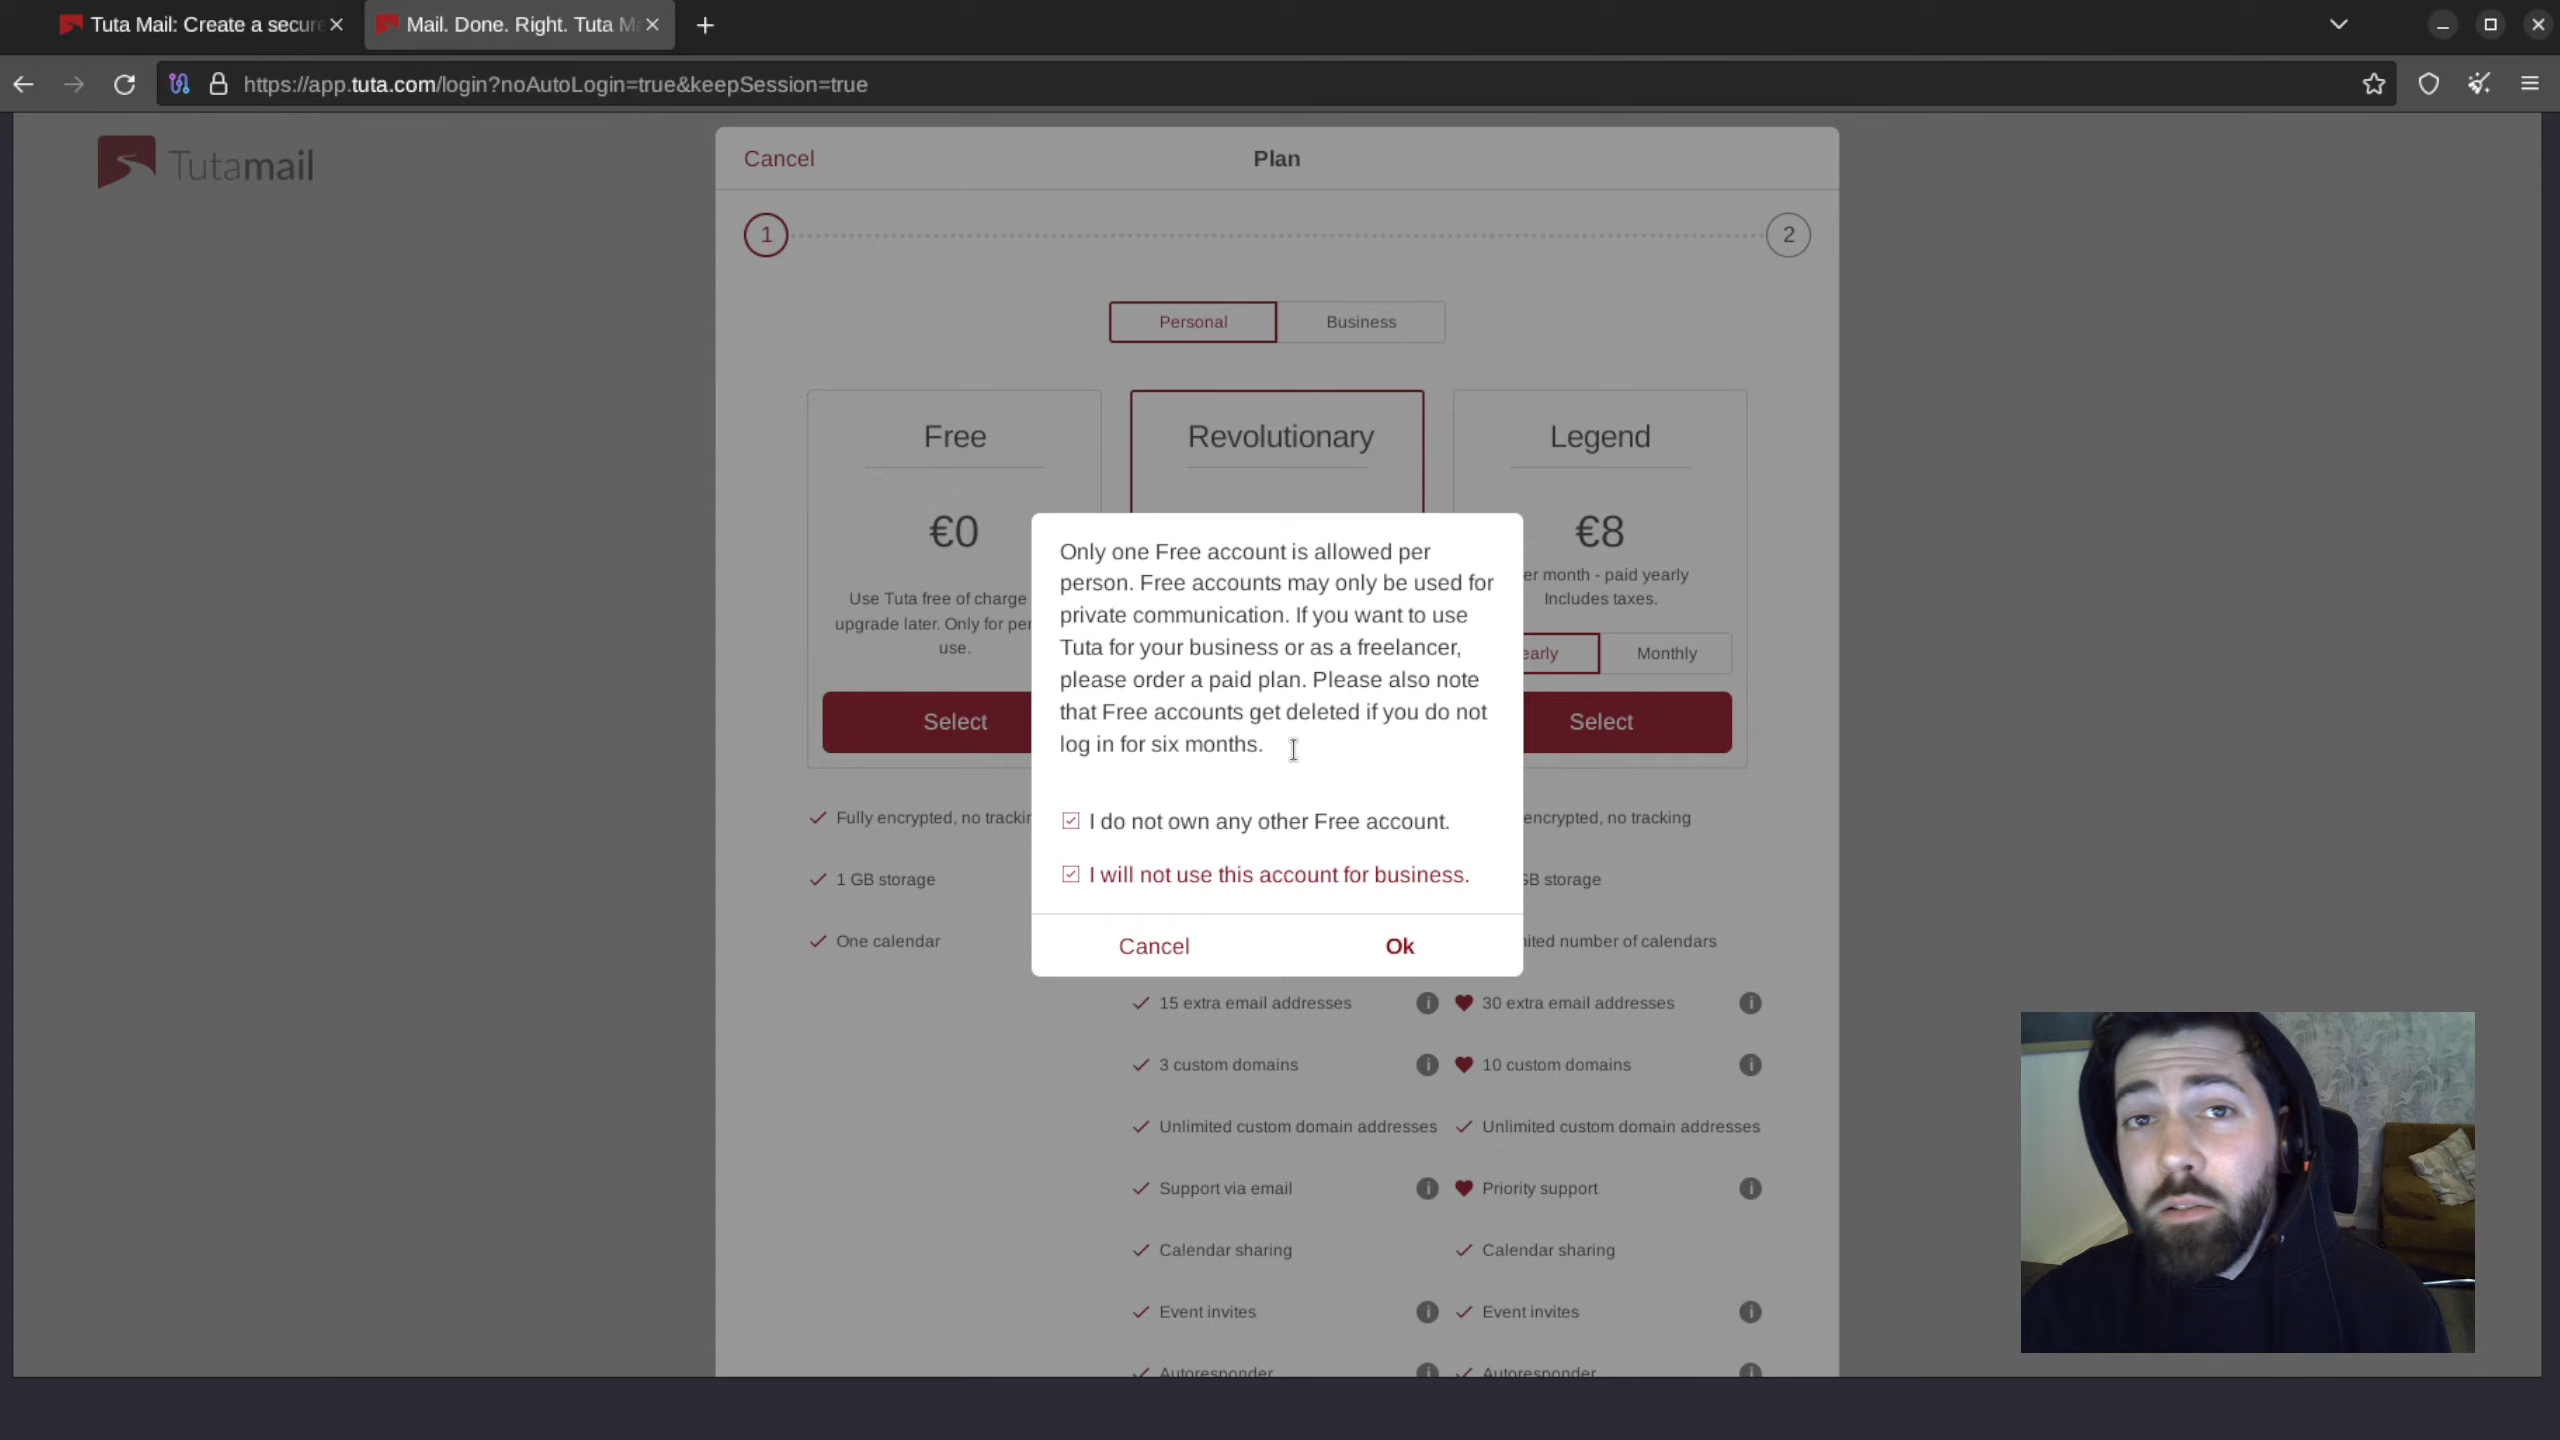 Tuta Mail: Create a secure
Mail. Done. Right. Tuta M
https://app.tuta.com/login?noAutoLogin=true&keepSession=true
Tutamail
Cancel
Plan
1
2
Personal
Business
Free
Revolutionary
Legend
€0
€8
Use Tuta free of charge
upgrade later. Only for per
use.
er month - paid yearly
Includes taxes.
early
Monthly
Select
Select
Only one Free account is allowed per
person. Free accounts may only be used for
private communication. If you want to use
Tuta for your business or as a freelancer,
please order a paid plan. Please also note
that Free accounts get deleted if you do not
log in for six months.
I do not own any other Free account.
I will not use this account for business.
Cancel
Ok
Fully encrypted, no trackin
encrypted, no tracking
1 GB storage
GB storage
One calendar
ited number of calendars
15 extra email addresses
30 extra email addresses
3 custom domains
10 custom domains
Unlimited custom domain addresses
Unlimited custom domain addresses
Support via email
Priority support
Calendar sharing
Calendar sharing
Event invites
Event invites
Autoresponder
Autoresponder